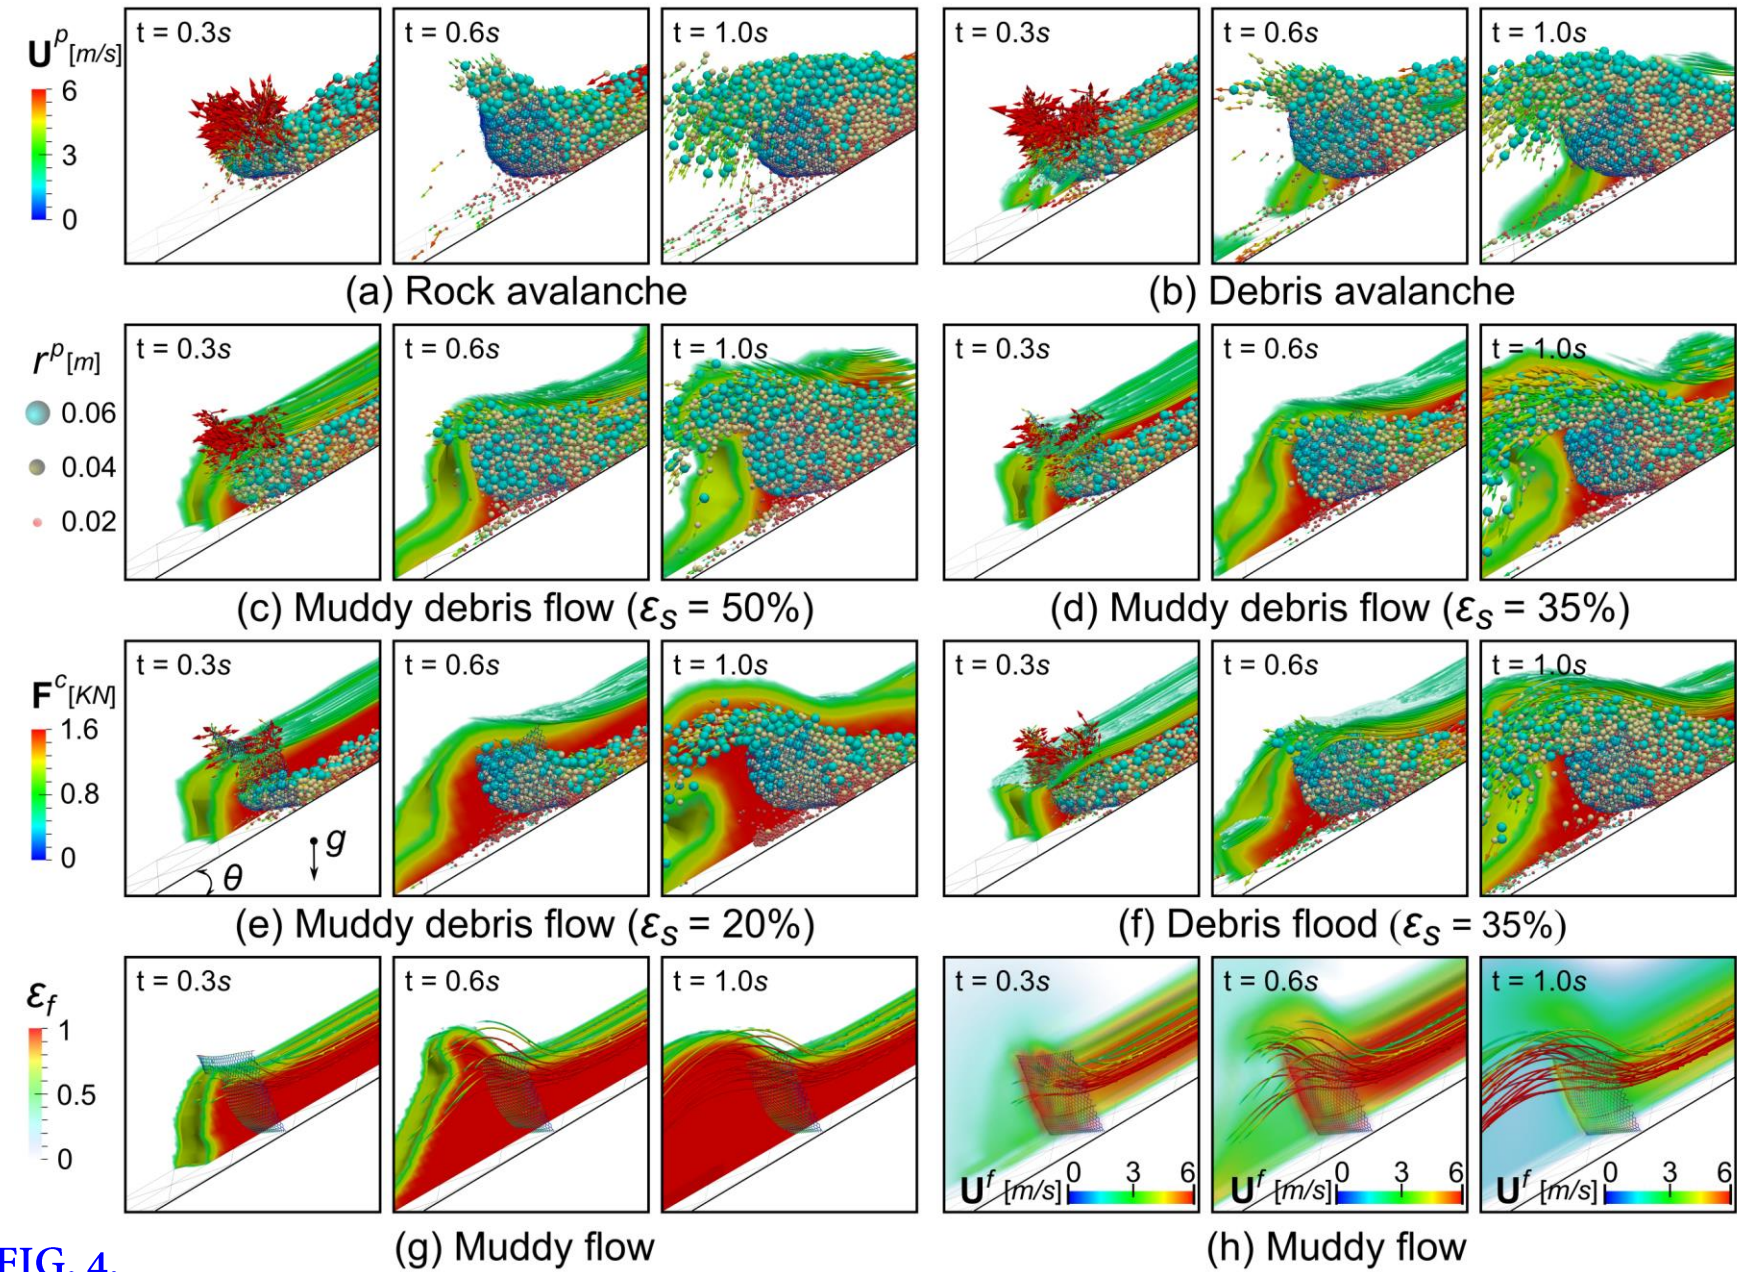 U^p [m/s]
6
3
0
t = 0.3s
t = 0.6s
t = 1.0s
t = 0.3s
t = 0.6s
t = 1.0s
(a) Rock avalanche
(b) Debris avalanche
r^p [m]
0.06
0.04
0.02
t = 0.3s
t = 0.6s
t = 1.0s
t = 0.3s
t = 0.6s
t = 1.0s
(c) Muddy debris flow (ε_s = 50%)
(d) Muddy debris flow (ε_s = 35%)
F^c [KN]
1.6
0.8
0
t = 0.3s
g
θ
t = 0.6s
t = 1.0s
t = 0.3s
t = 0.6s
t = 1.0s
(e) Muddy debris flow (ε_s = 20%)
(f) Debris flood (ε_s = 35%)
ε_f
1
0.5
0
t = 0.3s
t = 0.6s
t = 1.0s
t = 0.3s
t = 0.6s
t = 1.0s
U^f [m/s] 0 3 6
U^f [m/s] 0 3 6
U^f [m/s] 0 3 6
(g) Muddy flow
(h) Muddy flow
FIG. 4.